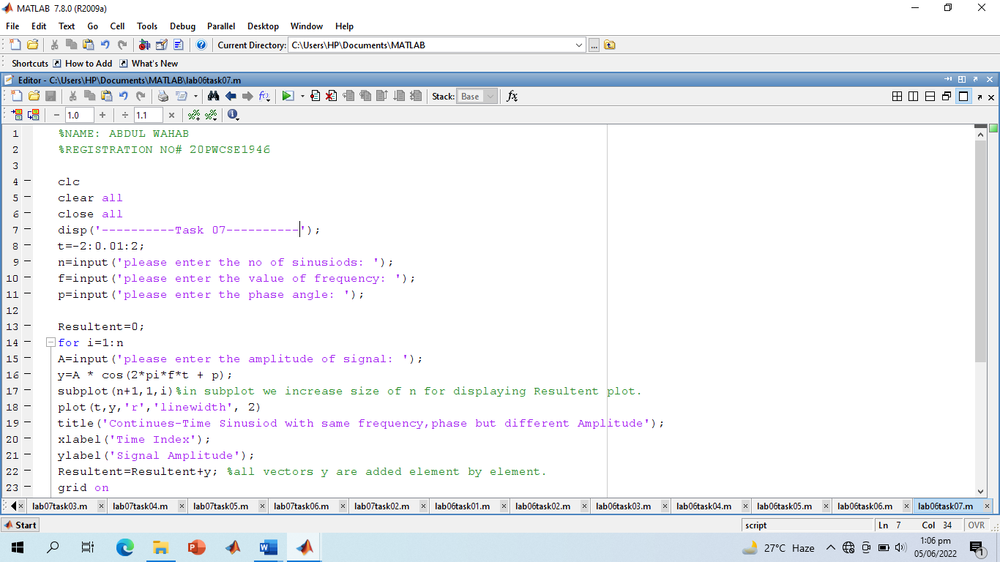 MATLAB 7.8.0 (R2009a)
File Edit Text Go Cell Tools Debug Parallel Desktop Window Help
Current Directory: C:\Users\HP\Documents\MATLAB
Shortcuts How to Add What's New
Editor - C:\Users\HP\Documents\MATLAB\lab06task07.m
Stack: Base fx
1.0 1.1
1 %NAME: ABDUL WAHAB
2 %REGISTRATION NO# 20PWCSE1946
3
4 clc
5 clear all
6 close all
7 disp('----------Task 07----------');
8 t=-2:0.01:2;
9 n=input('please enter the no of sinusiods: ');
10 f=input('please enter the value of frequency: ');
11 p=input('please enter the phase angle: ');
12
13 Resultent=0;
14 for i=1:n
15 A=input('please enter the amplitude of signal: ');
16 y=A * cos(2*pi*f*t + p);
17 subplot(n+1,1,i)%in subplot we increase size of n for displaying Resultent plot.
18 plot(t,y,'r','linewidth', 2)
19 title('Continues-Time Sinusiod with same frequency,phase but different Amplitude');
20 xlabel('Time Index');
21 ylabel('Signal Amplitude');
22 Resultent=Resultent+y; %all vectors y are added element by element.
23 grid on
lab07task03.m lab07task04.m lab07task05.m lab07task06.m lab07task02.m lab06task01.m lab06task02.m lab06task03.m lab06task04.m lab06task05.m lab06task06.m lab06task07.m
Start script Ln 7 Col 34 OVR
27°C Haze 1:06 pm
05/06/2022 1